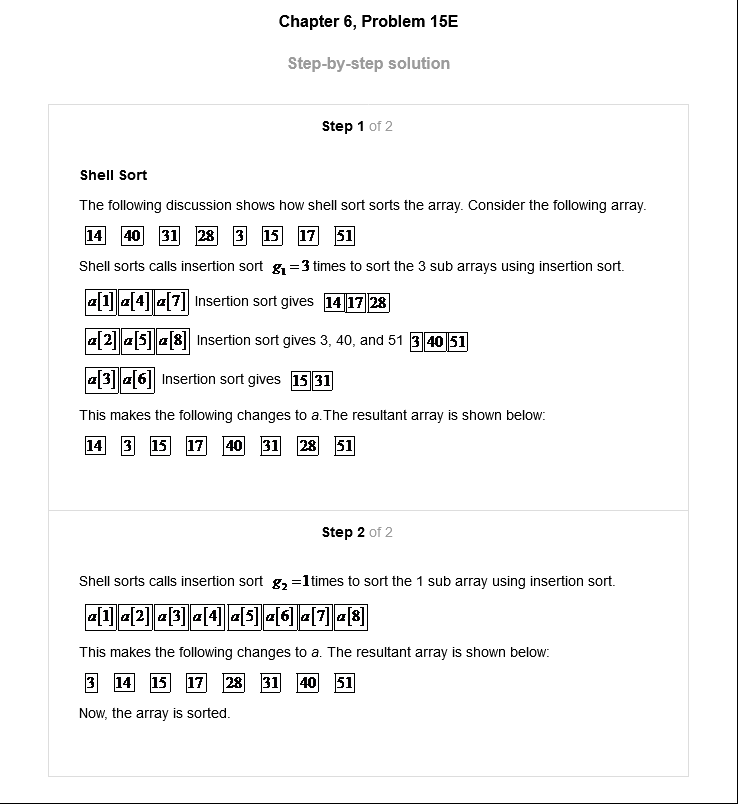 Chapter 6, Problem 15E
Step-by-step solution
Step 1 of 2
Shell Sort
The following discussion shows how shell sort sorts the array. Consider the following array.
14 40 31 28 3 15 17 51
Shell sorts calls insertion sort g₁=3 times to sort the 3 sub arrays using insertion sort.
a[1] a[4] a[7] Insertion sort gives 14 17 28
a[2] a[5] a[8] Insertion sort gives 3, 40, and 51 3 40 51
a[3] a[6] Insertion sort gives 15 31
This makes the following changes to a.The resultant array is shown below:
14 3 15 17 40 31 28 51
Step 2 of 2
Shell sorts calls insertion sort g₂=1times to sort the 1 sub array using insertion sort.
a[1] a[2] a[3] a[4] a[5] a[6] a[7] a[8]
This makes the following changes to a. The resultant array is shown below:
3 14 15 17 28 31 40 51
Now, the array is sorted.